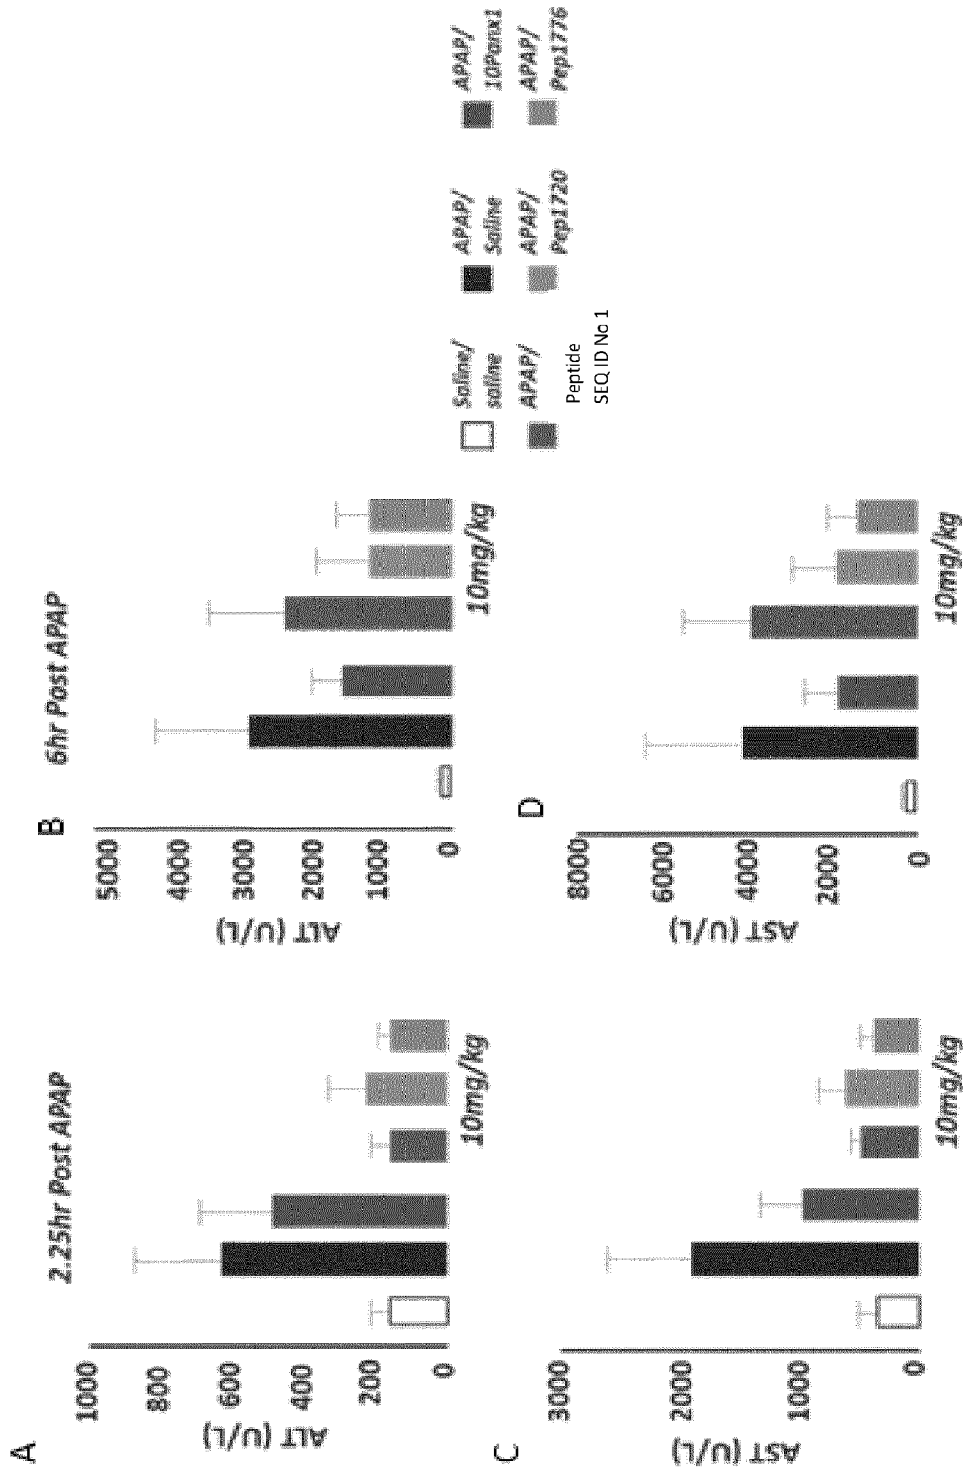 A
2.25hr Post APAP
ALT (U/L)
1000
800
600
400
200
0
10mg/kg
B
6hr Post APAP
ALT (U/L)
5000
4000
3000
2000
1000
0
10mg/kg
C
AST (U/L)
3000
2000
1000
0
10mg/kg
D
AST (U/L)
8000
6000
4000
2000
0
10mg/kg
Saline/
saline
APAP/
Saline
APAP/
10Panx1
APAP/
Peptide
SEQ ID No 1
APAP/
Pep1720
APAP/
Pep1776